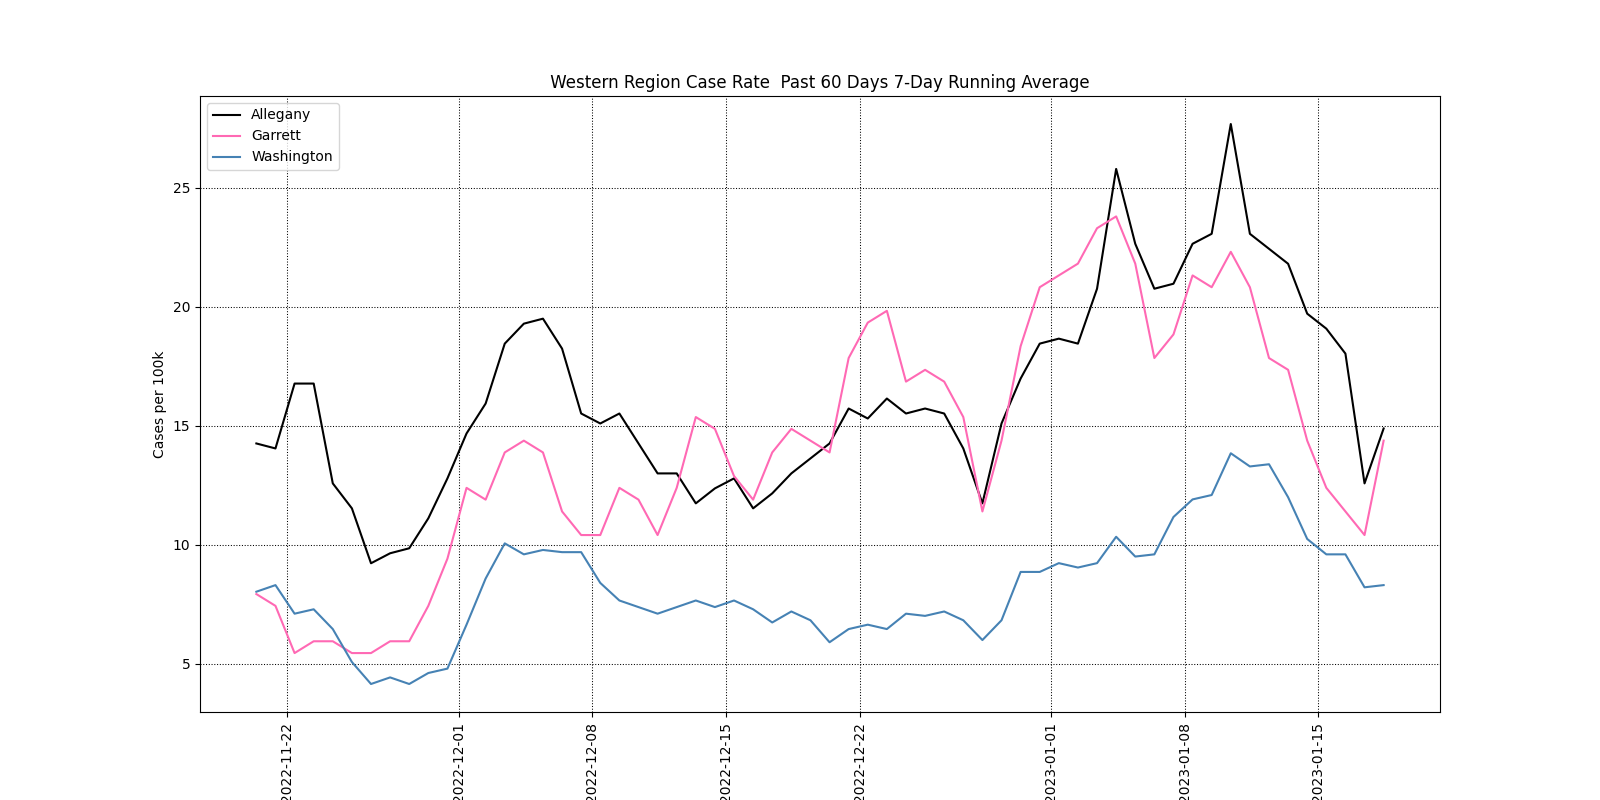 Western Region Case Rate  Past 60 Days 7-Day Running Average
Allegany
Garrett
Washington
Cases per 100k
25
20
15
10
5
2022-11-22
2022-12-01
2022-12-08
2022-12-15
2022-12-22
2023-01-01
2023-01-08
2023-01-15